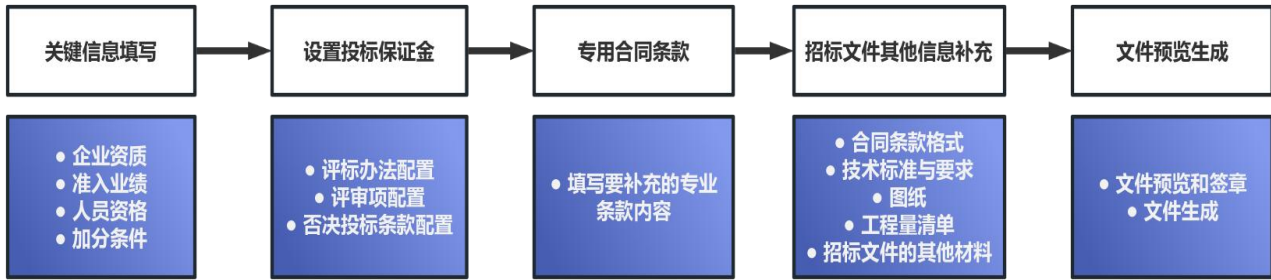 关键信息填写
设置投标保证金
专用合同条款
招标文件其他信息补充
文件预览生成
● 企业资质
● 准入业绩
● 人员资格
● 加分条件
● 评标办法配置
● 评审项配置
● 否决投标条款配置
● 填写要补充的专业
条款内容
● 合同条款格式
● 技术标准与要求
● 图纸
● 工程量清单
● 招标文件的其他材料
● 文件预览和签章
● 文件生成